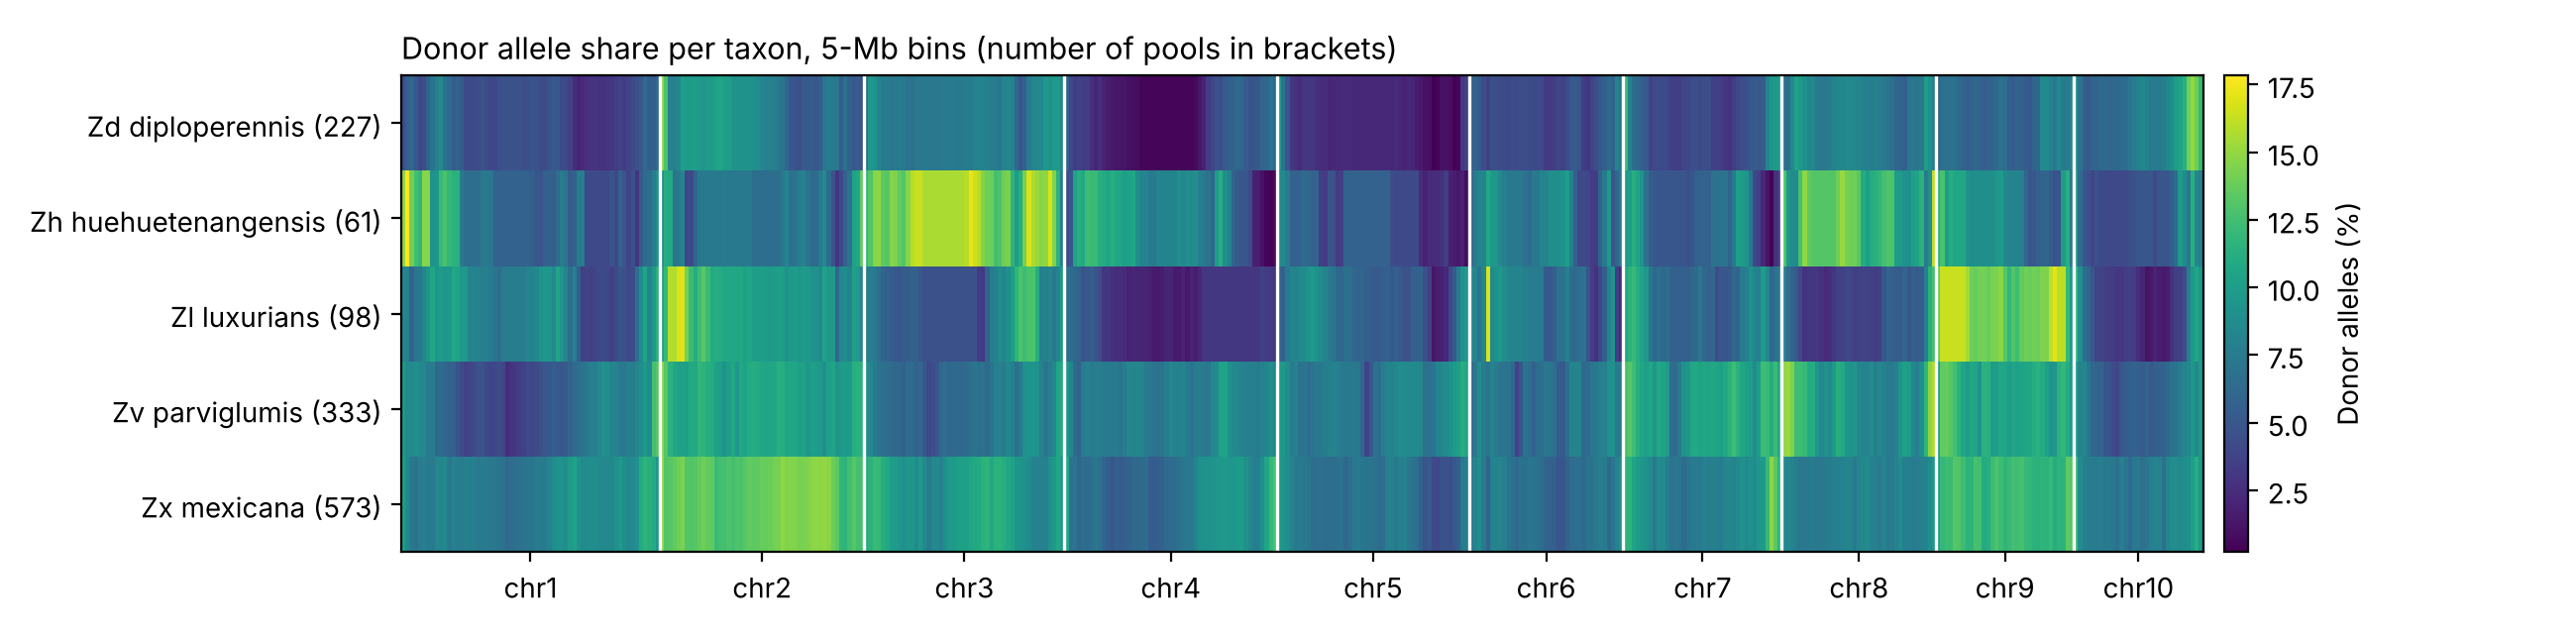 Donor allele share per taxon, 5-Mb bins (number of pools in brackets)
Zd diploperennis (227)
Zh huehuetenangensis (61)
Zl luxurians (98)
Zv parviglumis (333)
Zx mexicana (573)
chr1 chr2 chr3 chr4 chr5 chr6 chr7 chr8 chr9 chr10
17.5
15.0
12.5
10.0
7.5
5.0
2.5
Donor alleles (%)